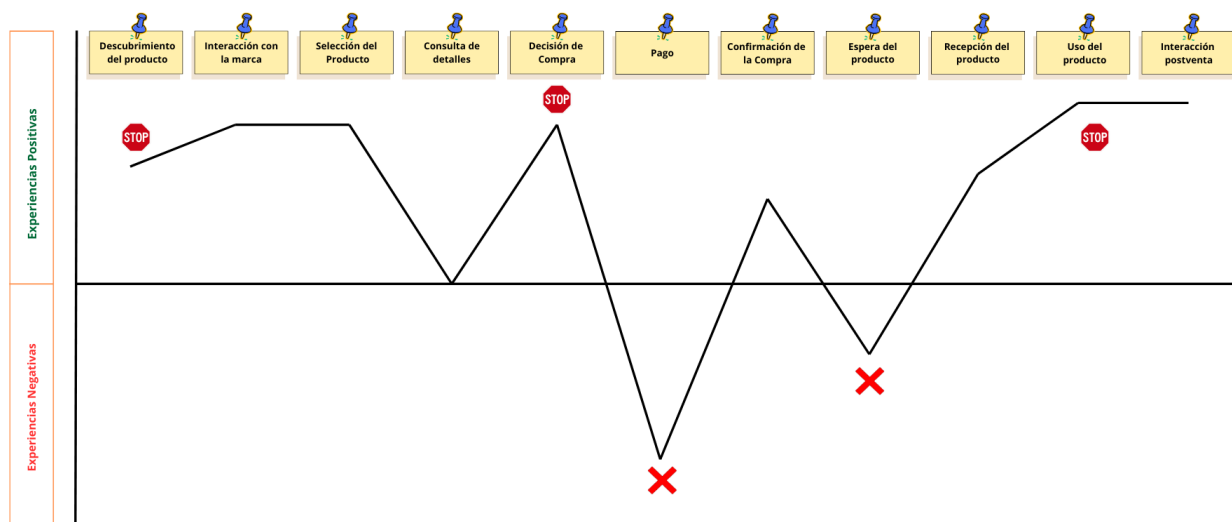 Descubrimiento
del producto
Interacción con
la marca
Selección del
Producto
Consulta de
detalles
Decisión de
Compra
Pago
Confirmación de
la Compra
Espera del
producto
Recepción del
producto
Uso del
producto
Interacción
postventa
Experiencias Positivas
STOP
STOP
STOP
Experiencias Negativas